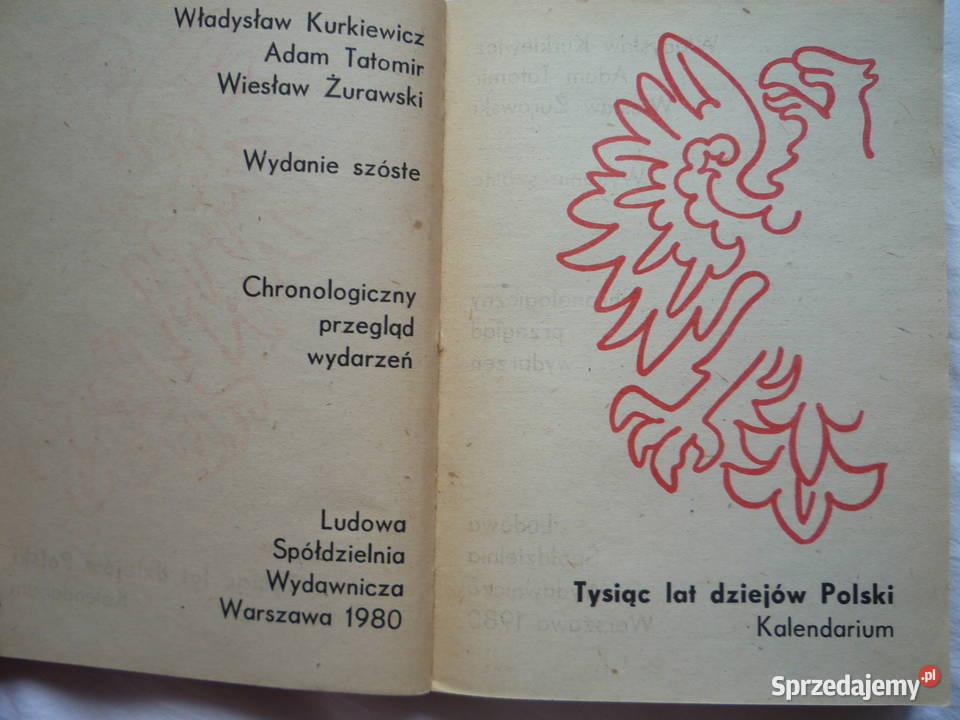 Władysław Kurkiewicz
Adam Tatomir
Wiesław Żurawski
Wydanie szóste
Chronologiczny
przegląd
wydarzeń
Ludowa
Spółdzielnia
Wydawnicza
Warszawa 1980
Tysiąc lat dziejów Polski
Kalendarium
Sprzedajemy.pl